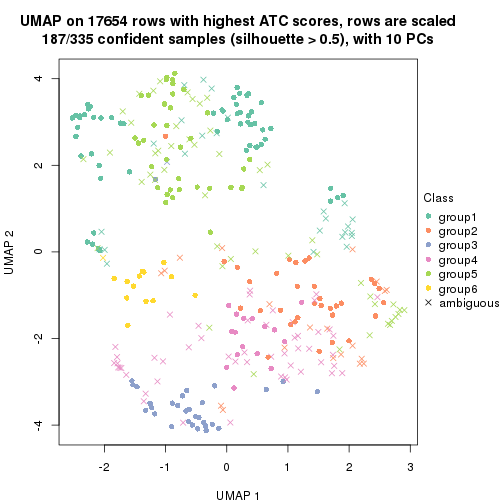 UMAP on 17654 rows with highest ATC scores, rows are scaled
187/335 confident samples (silhouette > 0.5), with 10 PCs
4
2
0
-2
-4
UMAP 2
-2
-1
0
1
2
3
UMAP 1
Class
group1
group2
group3
group4
group5
group6
ambiguous